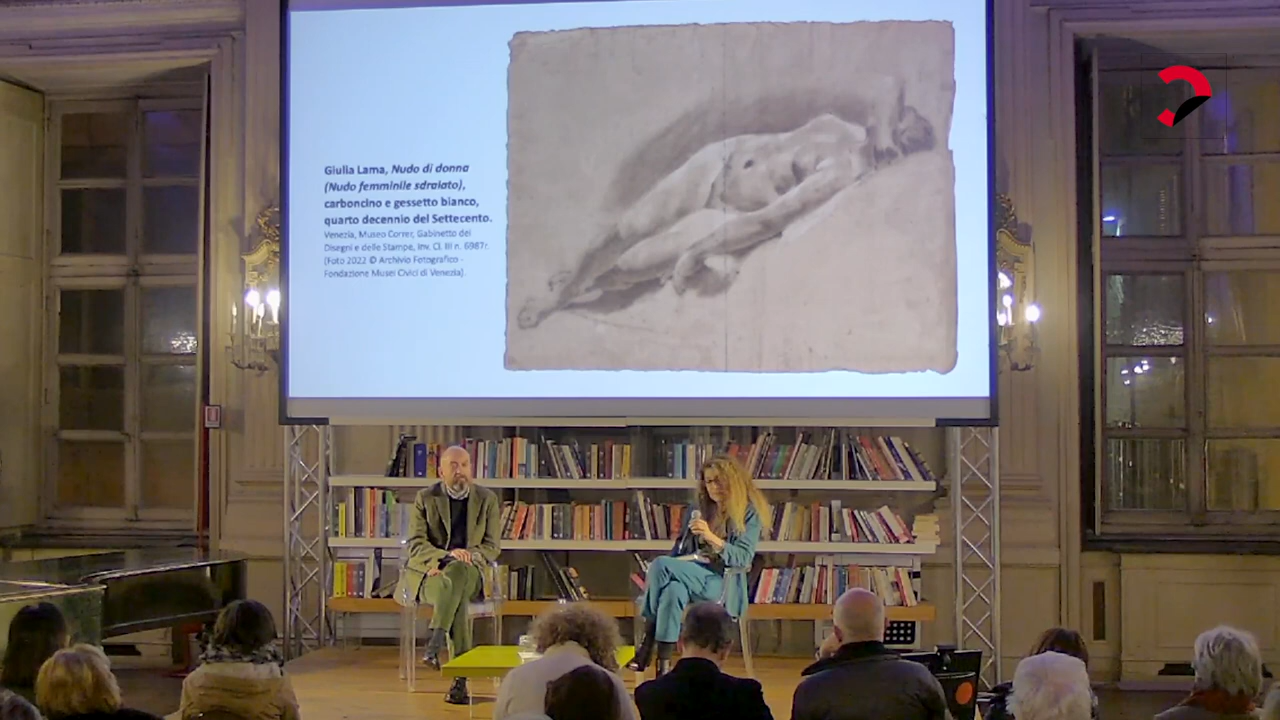 Giulia Lama, Nudo di donna
(Nudo femminile sdraiato),
carboncino e gessetto bianco,
quarto decennio del Settecento.
Venezia, Museo Correr, Gabinetto dei
Disegni e delle Stampe, Inv. Cl. III n. 6987r.
(Foto 2022 © Archivio Fotografico -
Fondazione Musei Civici di Venezia).